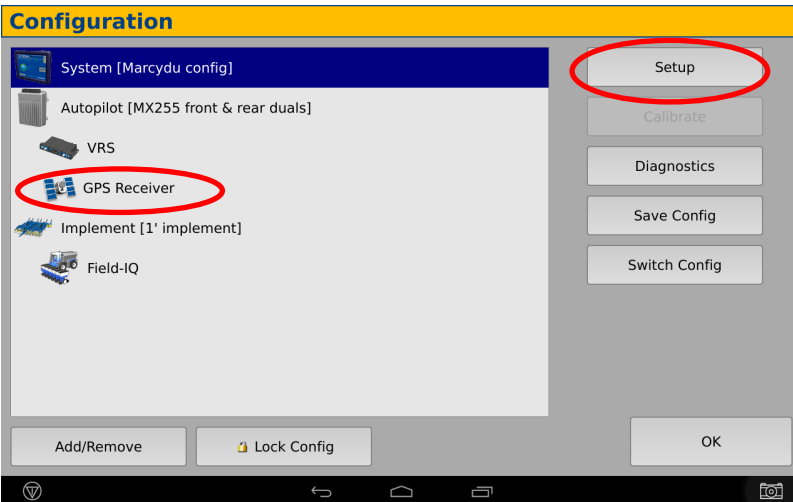 Configuration
System [Marcydu config]
Setup
Autopilot [MX255 front & rear duals]
Calibrate
VRS
Diagnostics
GPS Receiver
Save Config
Implement [1' implement]
Switch Config
Field-IQ
Add/Remove
Lock Config
OK